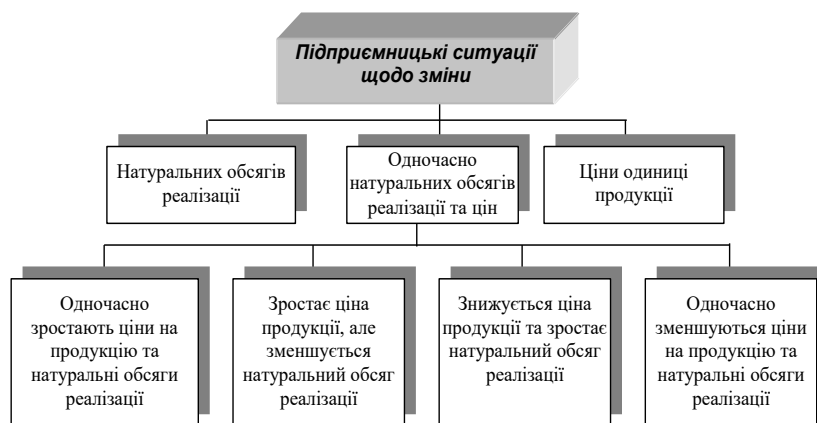 Підприємницькі ситуації
щодо зміни
Натуральних обсягів
реалізації
Одночасно
натуральних обсягів
реалізації та цін
Ціни одиниці
продукції
Одночасно
зростають ціни на
продукцію та
натуральні обсяги
реалізації
Зростає ціна
продукції, але
зменшується
натуральний обсяг
реалізації
Знижується ціна
продукції та зростає
натуральний обсяг
реалізації
Одночасно
зменшуються ціни
на продукцію та
натуральні обсяги
реалізації